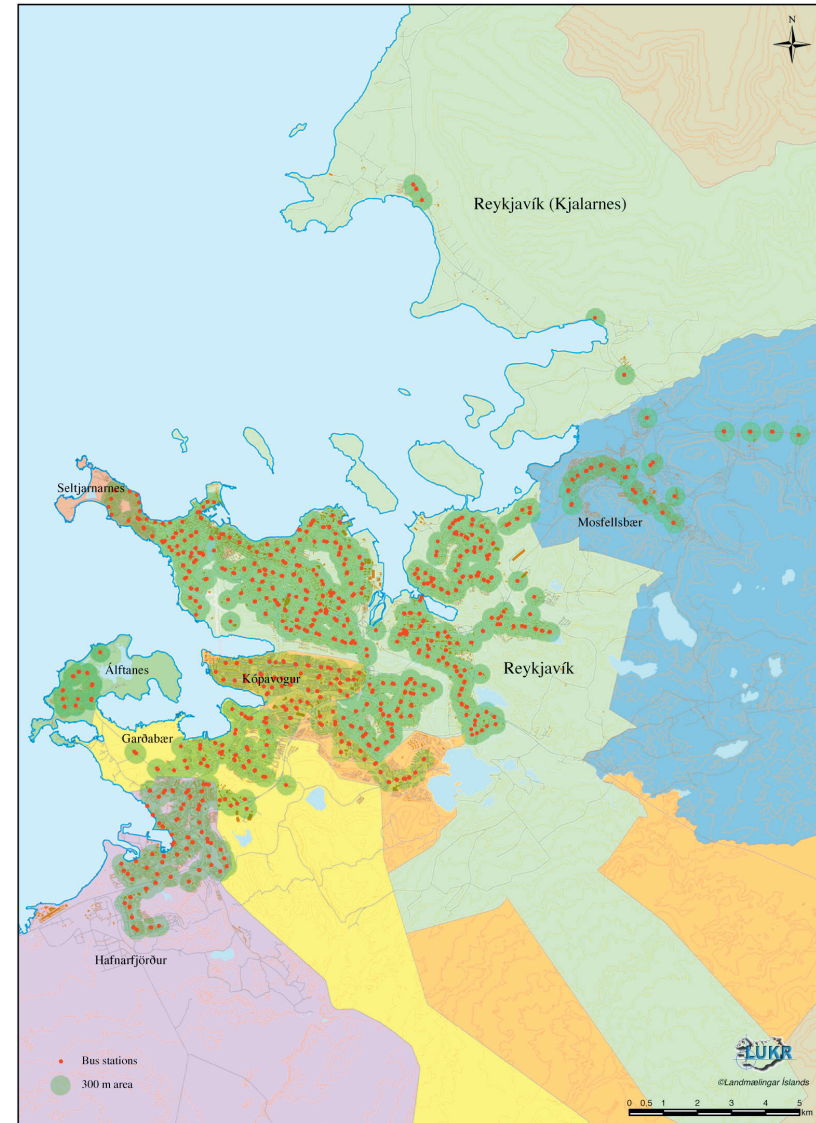 N
Reykjavík (Kjalarnes)
Seltjarnarnes
Mosfellsbær
Reykjavík
Álftanes
Kópavogur
Garðabær
Hafnarfjörður
Bus stations
300 m area
LUKR
©Landmælingar Íslands
0 0,5 1 2 3 4 5
km